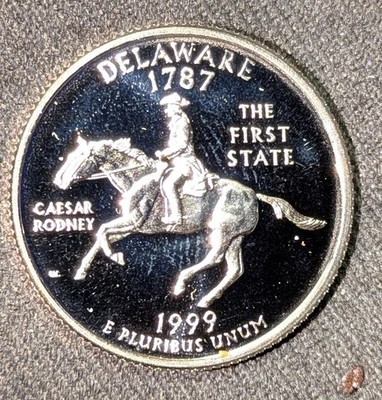 DELAWARE
1787
THE
FIRST
STATE
CAESAR
RODNEY
1999
E PLURIBUS UNUM